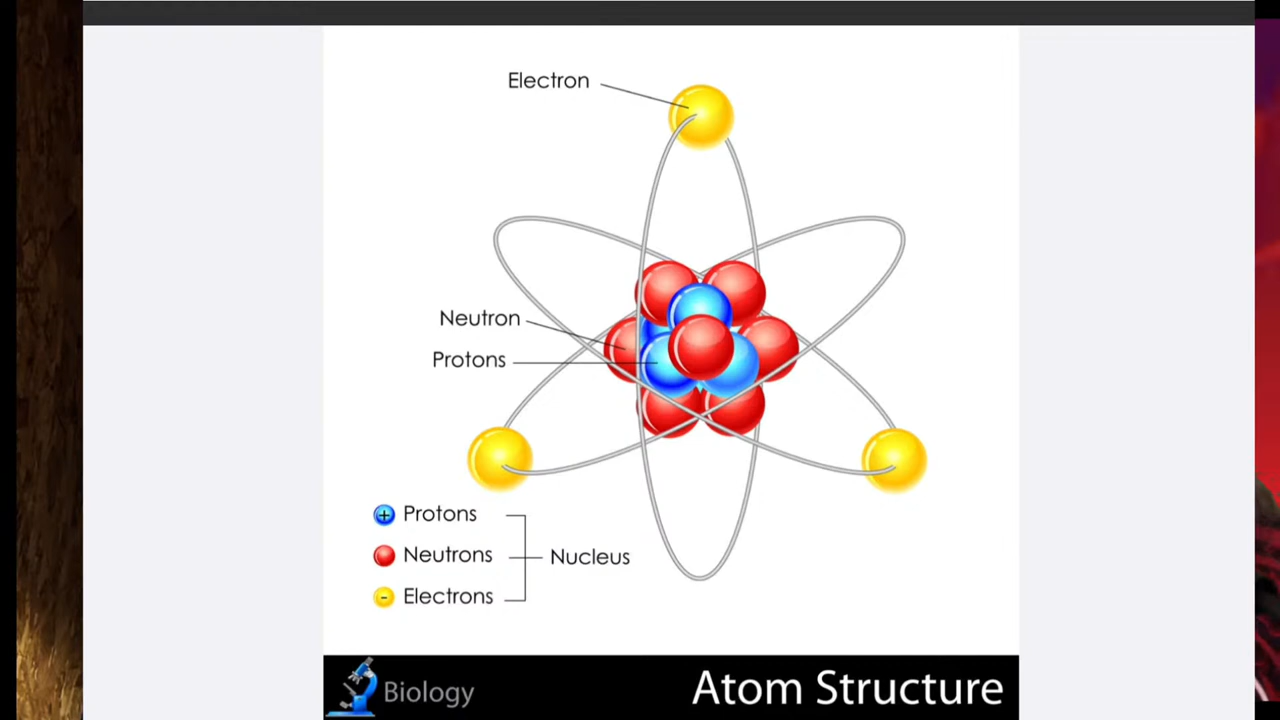 Electron
Neutron
Protons
+ Protons
Neutrons
Nucleus
- Electrons
Biology
Atom Structure